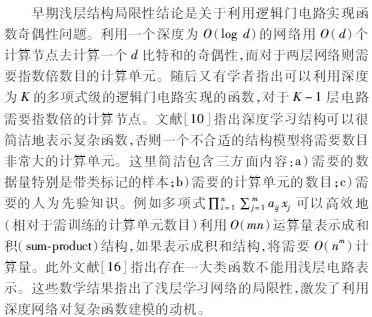 早期浅层结构局限性结论是关于利用逻辑门电路实现函
数奇偶性问题。利用一个深度为 O(log d) 的网络用 O(d) 个
计算节点去计算一个 d 比特和的奇偶性,而对于两层网络则需
要指数倍数目的计算单元。随后又有学者指出可以利用深度
为 K 的多项式级的逻辑门电路实现的函数,对于 K-1 层电路
需要指数倍的计算节点。文献[10]指出深度学习结构可以很
简洁地表示复杂函数,否则一个不合适的结构模型将需要数目
非常大的计算单元。这里简洁包含三方面内容:a)需要的数
据量特别是带类标记的样本;b)需要的计算单元的数目;c)需
要的人为先验知识。例如多项式 ∏ⁿᵢ₌₁ ∑ᵐⱼ₌₁ aᵢⱼxⱼ 可以高效地
(相对于需训练的计算单元数目)利用 O(mn) 运算量表示成和
积(sum-product)结构,如果表示成积和结构,将需要 O(nᵐ) 计
算量。此外文献[16]指出存在一大类函数不能用浅层电路表
示。这些数学结果指出了浅层学习网络的局限性,激发了利用
深度网络对复杂函数建模的动机。